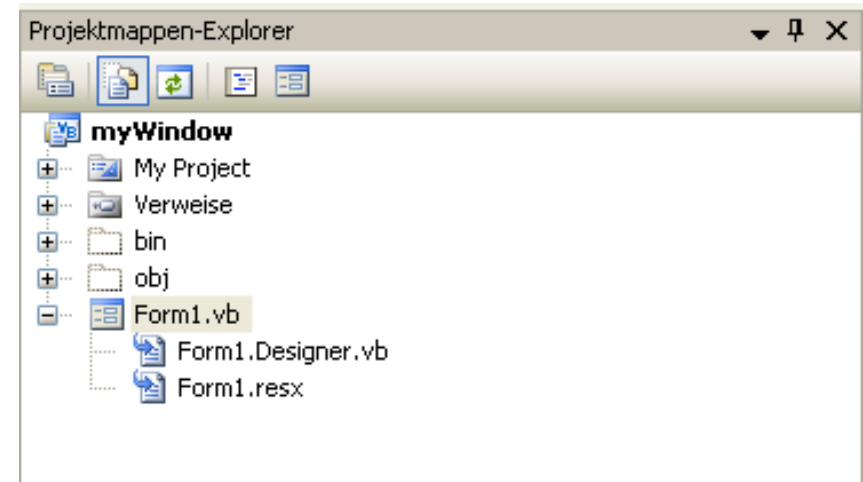 Projektmappen-Explorer
myWindow
My Project
Verweise
bin
obj
Form1.vb
Form1.Designer.vb
Form1.resx